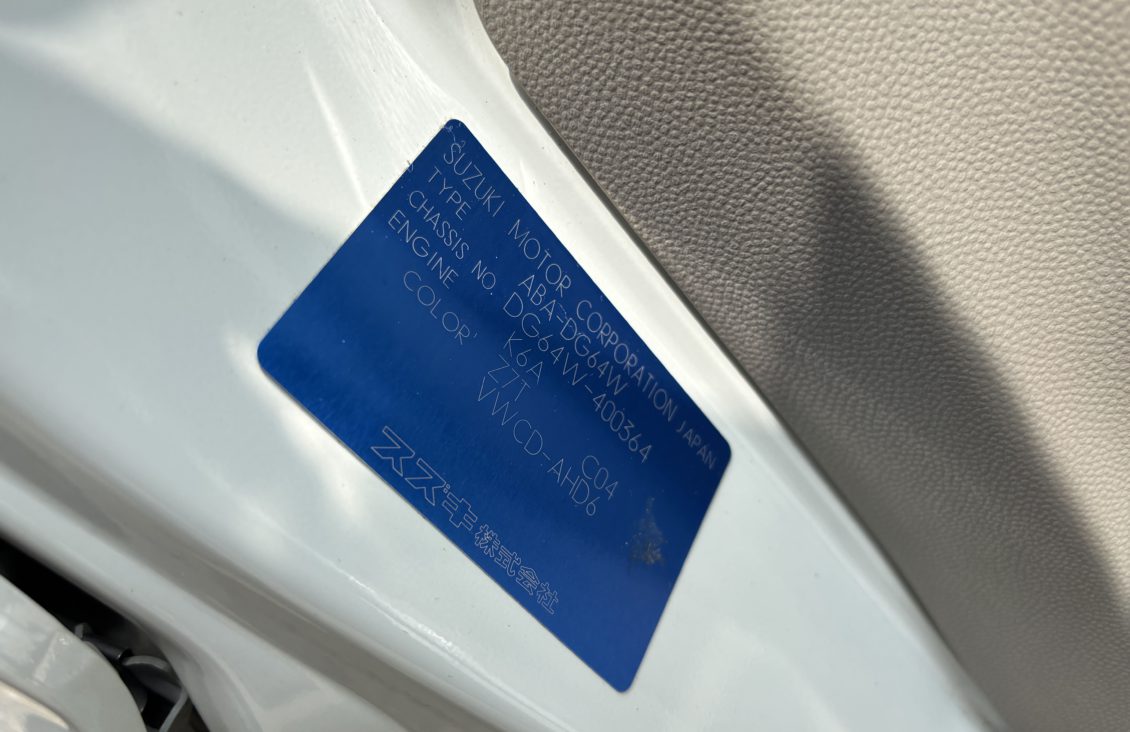 SUZUKI MOTOR CORPORATION JAPAN
TYPE ABA-DG64W
CHASSIS NO. DG64W-400364
ENGINE K6A
COLOR Z7T C04
VWCD-AHD6
スズキ株式会社